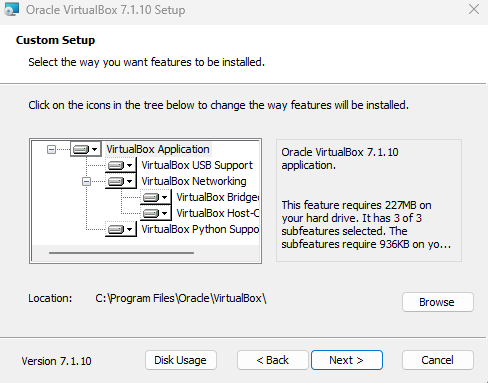 Oracle VirtualBox 7.1.10 Setup
Custom Setup
Select the way you want features to be installed.
Click on the icons in the tree below to change the way features will be installed.
VirtualBox Application
VirtualBox USB Support
VirtualBox Networking
VirtualBox Bridge
VirtualBox Host-C
VirtualBox Python Suppo
Oracle VirtualBox 7.1.10
application.
This feature requires 227MB on
your hard drive. It has 3 of 3
subfeatures selected. The
subfeatures require 936KB on yo...
Location:
C:\Program Files\Oracle\VirtualBox\
Browse
Version 7.1.10
Disk Usage
< Back
Next >
Cancel